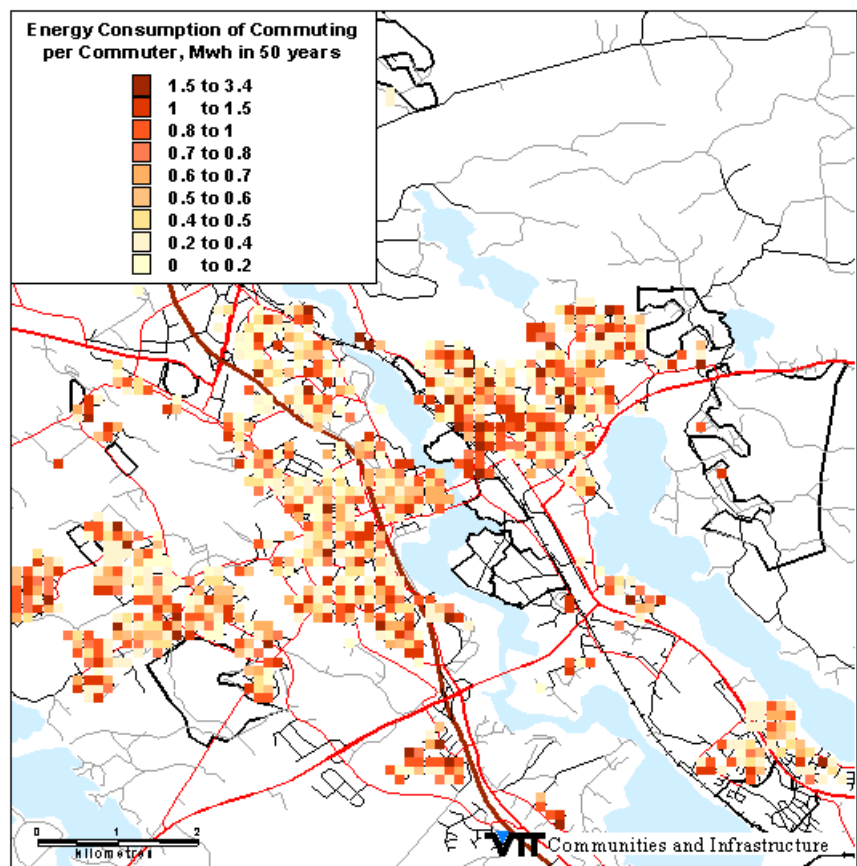 Energy Consumption of Commuting
per Commuter, Mwh in 50 years
1.5 to 3.4
1 to 1.5
0.8 to 1
0.7 to 0.8
0.6 to 0.7
0.5 to 0.6
0.4 to 0.5
0.2 to 0.4
0 to 0.2
0 1 2
kilometres
VTT Communities and Infrastructure